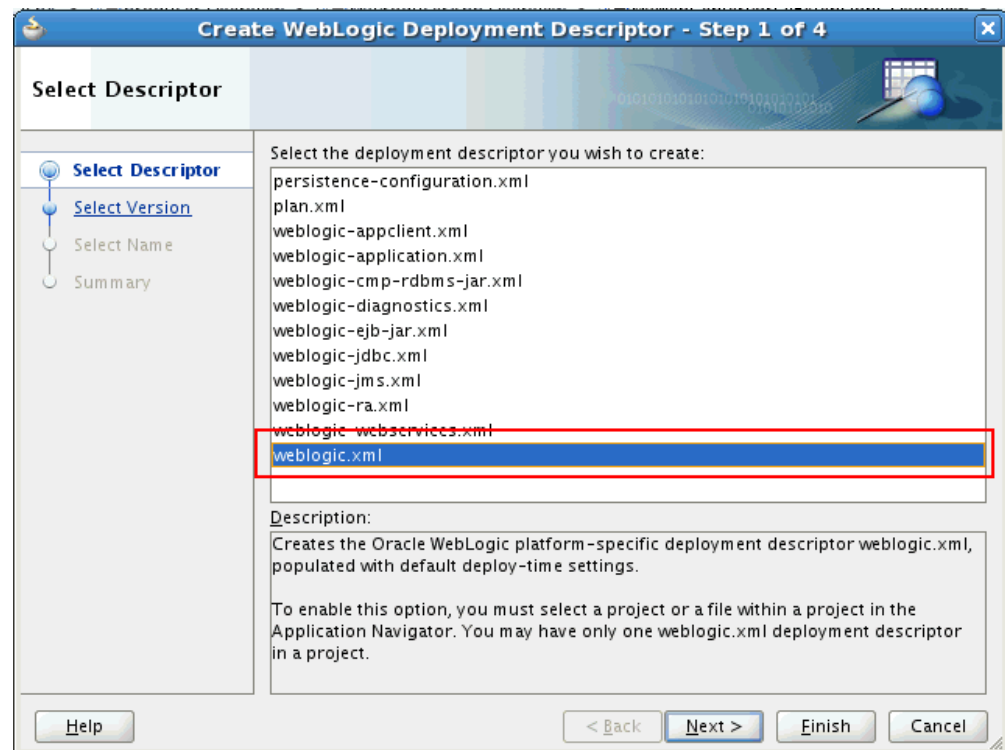 Create WebLogic Deployment Descriptor - Step 1 of 4
Select Descriptor
Select Descriptor
Select Version
Select Name
Summary
Select the deployment descriptor you wish to create:
persistence-configuration.xml
plan.xml
weblogic-appclient.xml
weblogic-application.xml
weblogic-cmp-rdbms-jar.xml
weblogic-diagnostics.xml
weblogic-ejb-jar.xml
weblogic-jdbc.xml
weblogic-jms.xml
weblogic-ra.xml
weblogic-webservices.xml
weblogic.xml
Description:
Creates the Oracle WebLogic platform-specific deployment descriptor weblogic.xml,
populated with default deploy-time settings.
To enable this option, you must select a project or a file within a project in the
Application Navigator. You may have only one weblogic.xml deployment descriptor
in a project.
Help
< Back
Next >
Finish
Cancel